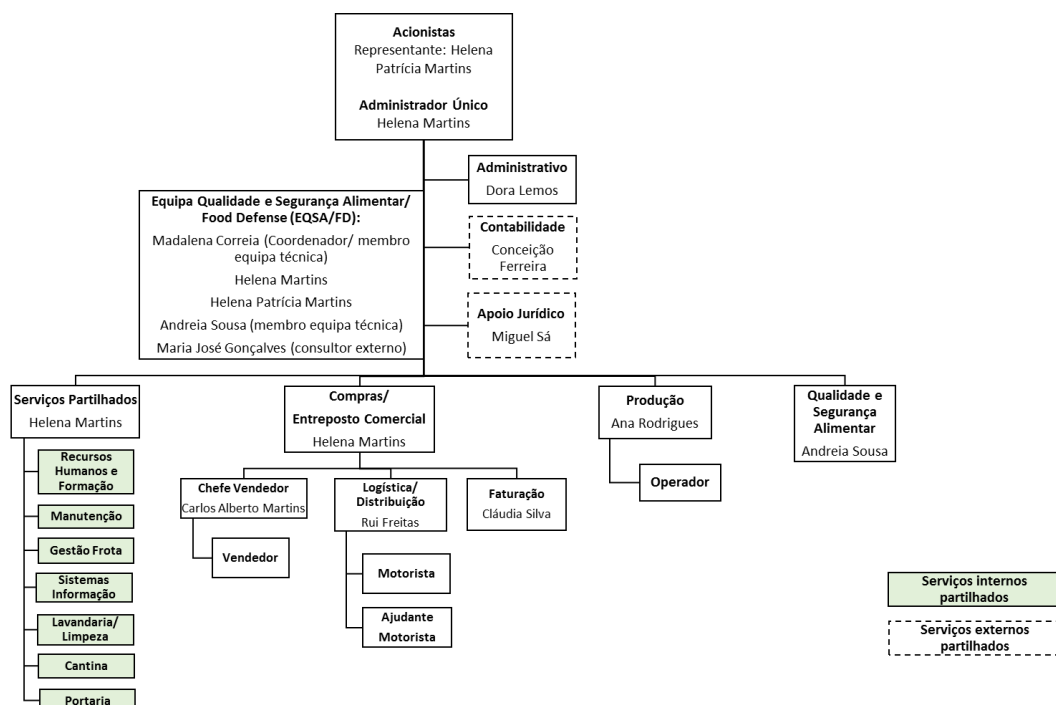 Acionistas
Representante: Helena
Patrícia Martins
Administrador Único
Helena Martins
Administrativo
Dora Lemos
Equipa Qualidade e Segurança Alimentar/
Food Defense (EQSA/FD):
Madalena Correia (Coordenador/ membro
equipa técnica)
Helena Martins
Helena Patrícia Martins
Andreia Sousa (membro equipa técnica)
Maria José Gonçalves (consultor externo)
Contabilidade
Conceição
Ferreira
Apoio Jurídico
Miguel Sá
Serviços Partilhados
Helena Martins
Recursos
Humanos e
Formação
Manutenção
Gestão Frota
Sistemas
Informação
Lavandaria/
Limpeza
Cantina
Portaria
Compras/
Entreposto Comercial
Helena Martins
Chefe Vendedor
Carlos Alberto Martins
Vendedor
Logística/
Distribuição
Rui Freitas
Motorista
Ajudante
Motorista
Faturação
Cláudia Silva
Produção
Ana Rodrigues
Operador
Qualidade e
Segurança
Alimentar
Andreia Sousa
Serviços internos
partilhados
Serviços externos
partilhados